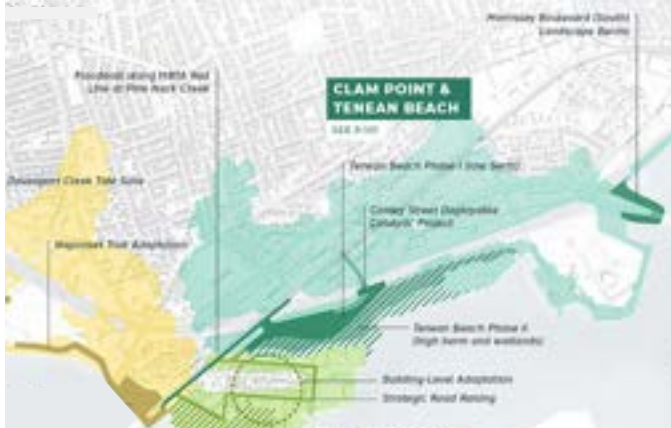 Morrissey Boulevard (South)
Landscape Berms
Floodwall along MBTA Red
Line at Pine Neck Creek
CLAM POINT &
TENEAN BEACH
Davenport Creek Tide Gate
Tenean Beach Phase I (low berm)
Conley Street Deployable
Catalytic Project
Neponset Trail Adaptation
Tenean Beach Phase II
(high berm and wetlands)
Building-Level Adaptation
Strategic Road Raising